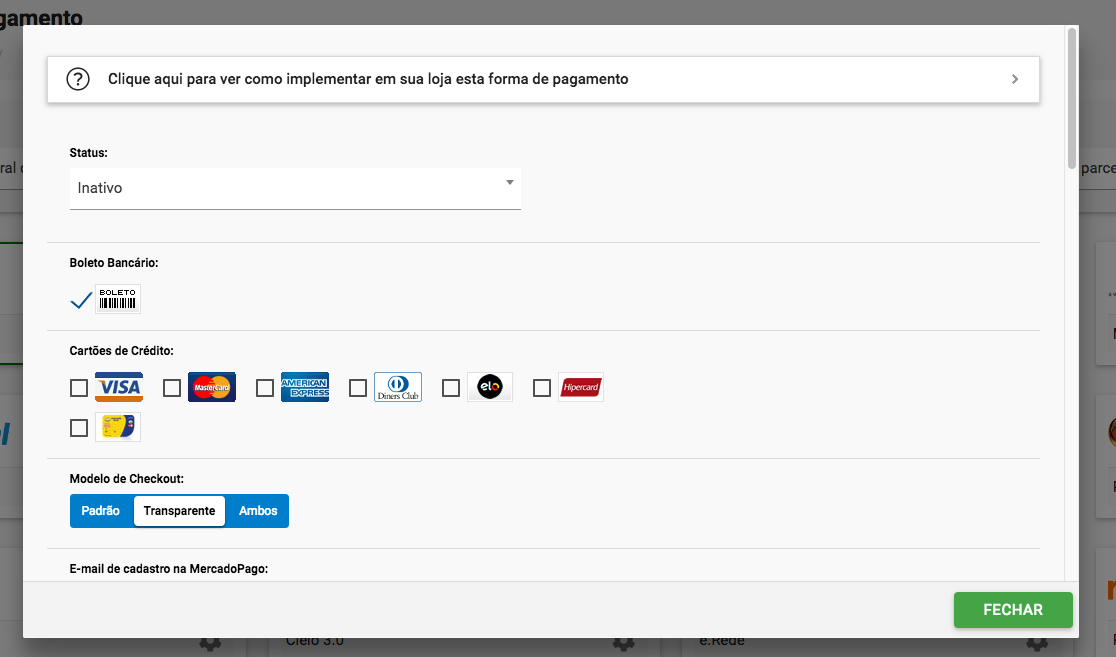 gamento
Clique aqui para ver como implementar em sua loja esta forma de pagamento
Status:
ral
parce
Inativo
Boleto Bancário:
BOLETO
Cartões de Crédito:
VISA
MasterCard
AMERICAN EXPRESS
Diners Club
elo
Hipercard
Modelo de Checkout:
Padrão
Transparente
Ambos
E-mail de cadastro na MercadoPago:
FECHAR
Cielo 3.0
e.Rede